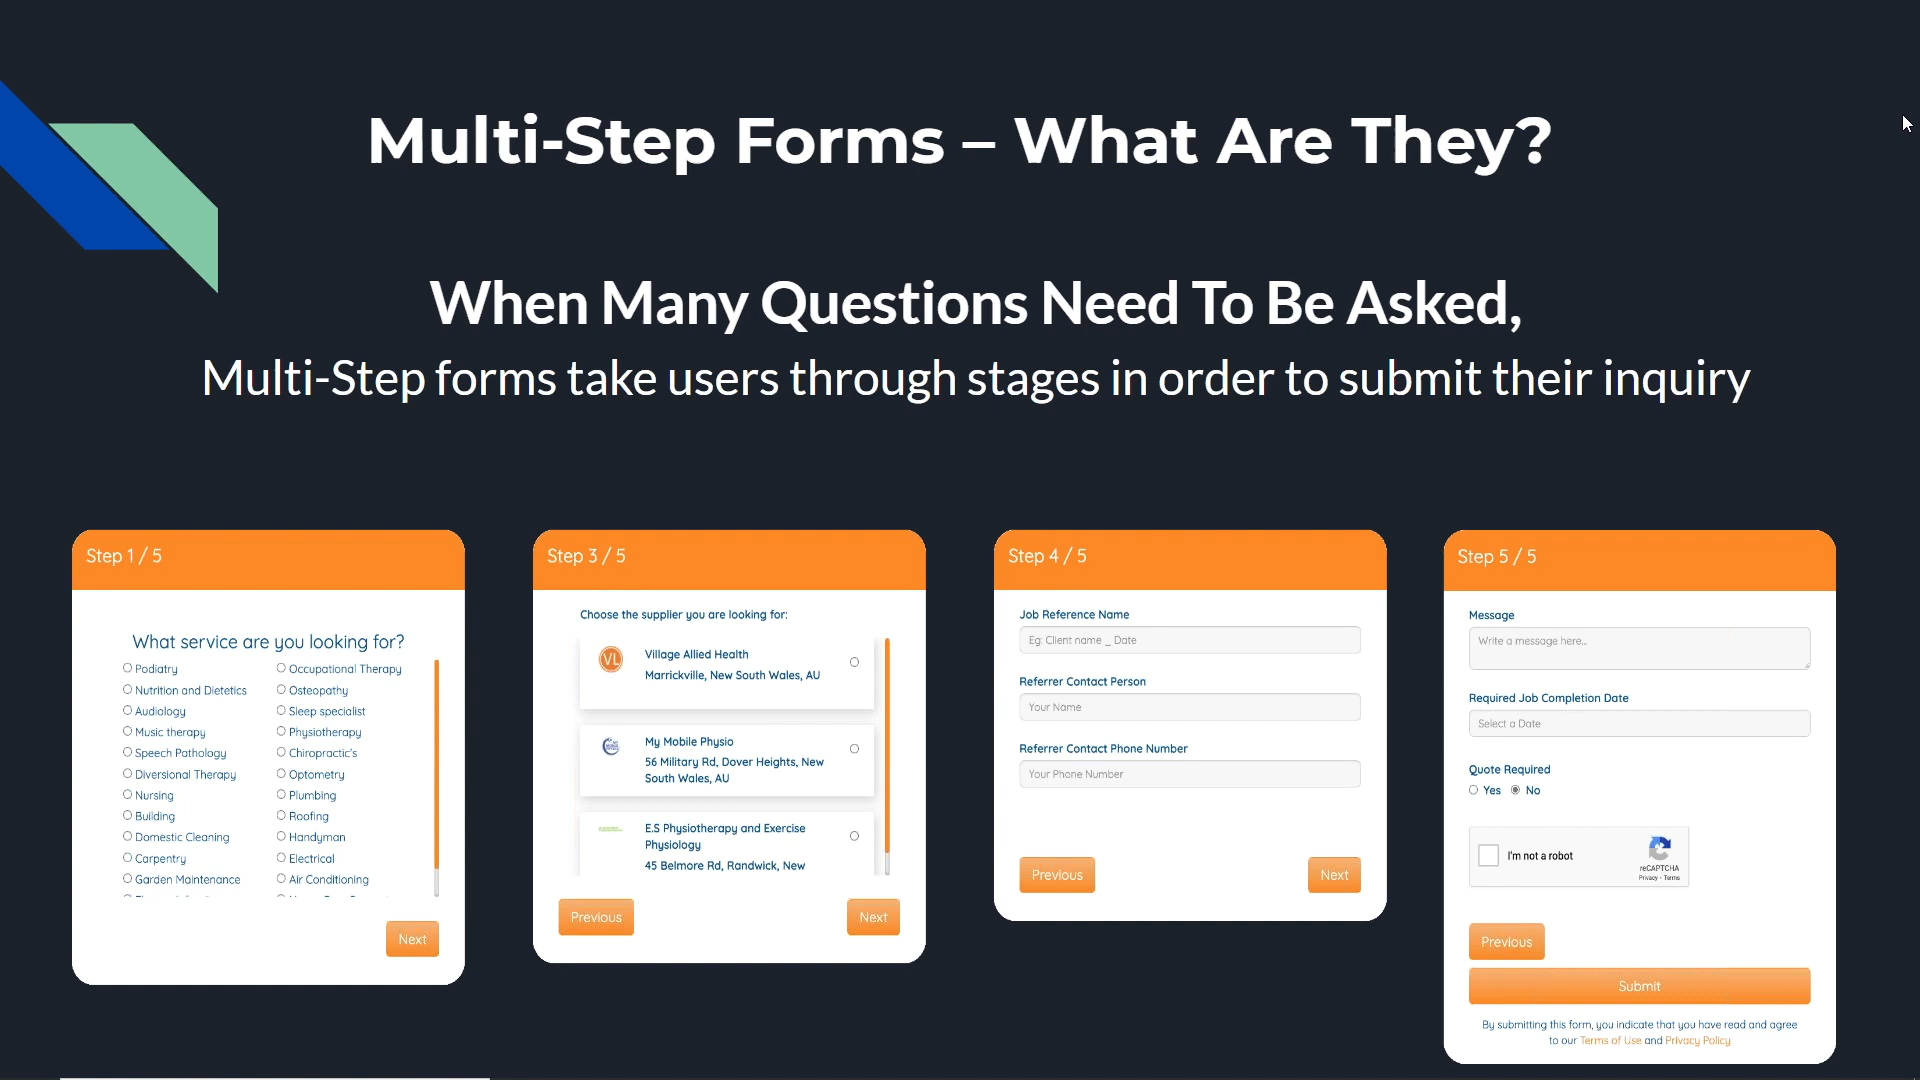 Multi-Step Forms – What Are They?
When Many Questions Need To Be Asked,
Multi-Step forms take users through stages in order to submit their inquiry
Step 1 / 5
What service are you looking for?
Podiatry
Occupational Therapy
Nutrition and Dietetics
Osteopathy
Audiology
Sleep specialist
Music therapy
Physiotherapy
Speech Pathology
Chiropractic's
Diversional Therapy
Optometry
Nursing
Plumbing
Building
Roofing
Domestic Cleaning
Handyman
Carpentry
Electrical
Garden Maintenance
Air Conditioning
Next
Step 3 / 5
Choose the supplier you are looking for:
VL
Village Allied Health
Marrickville, New South Wales, AU
My Mobile Physio
56 Military Rd, Dover Heights, New
South Wales, AU
E.S Physiotherapy and Exercise
Physiology
45 Belmore Rd, Randwick, New
Previous
Next
Step 4 / 5
Job Reference Name
Eg: Client name _ Date
Referrer Contact Person
Your Name
Referrer Contact Phone Number
Your Phone Number
Previous
Next
Step 5 / 5
Message
Write a message here...
Required Job Completion Date
Select a Date
Quote Required
Yes No
I'm not a robot
reCAPTCHA
Privacy - Terms
Previous
Submit
By submitting this form, you indicate that you have read and agree
to our Terms of Use and Privacy Policy